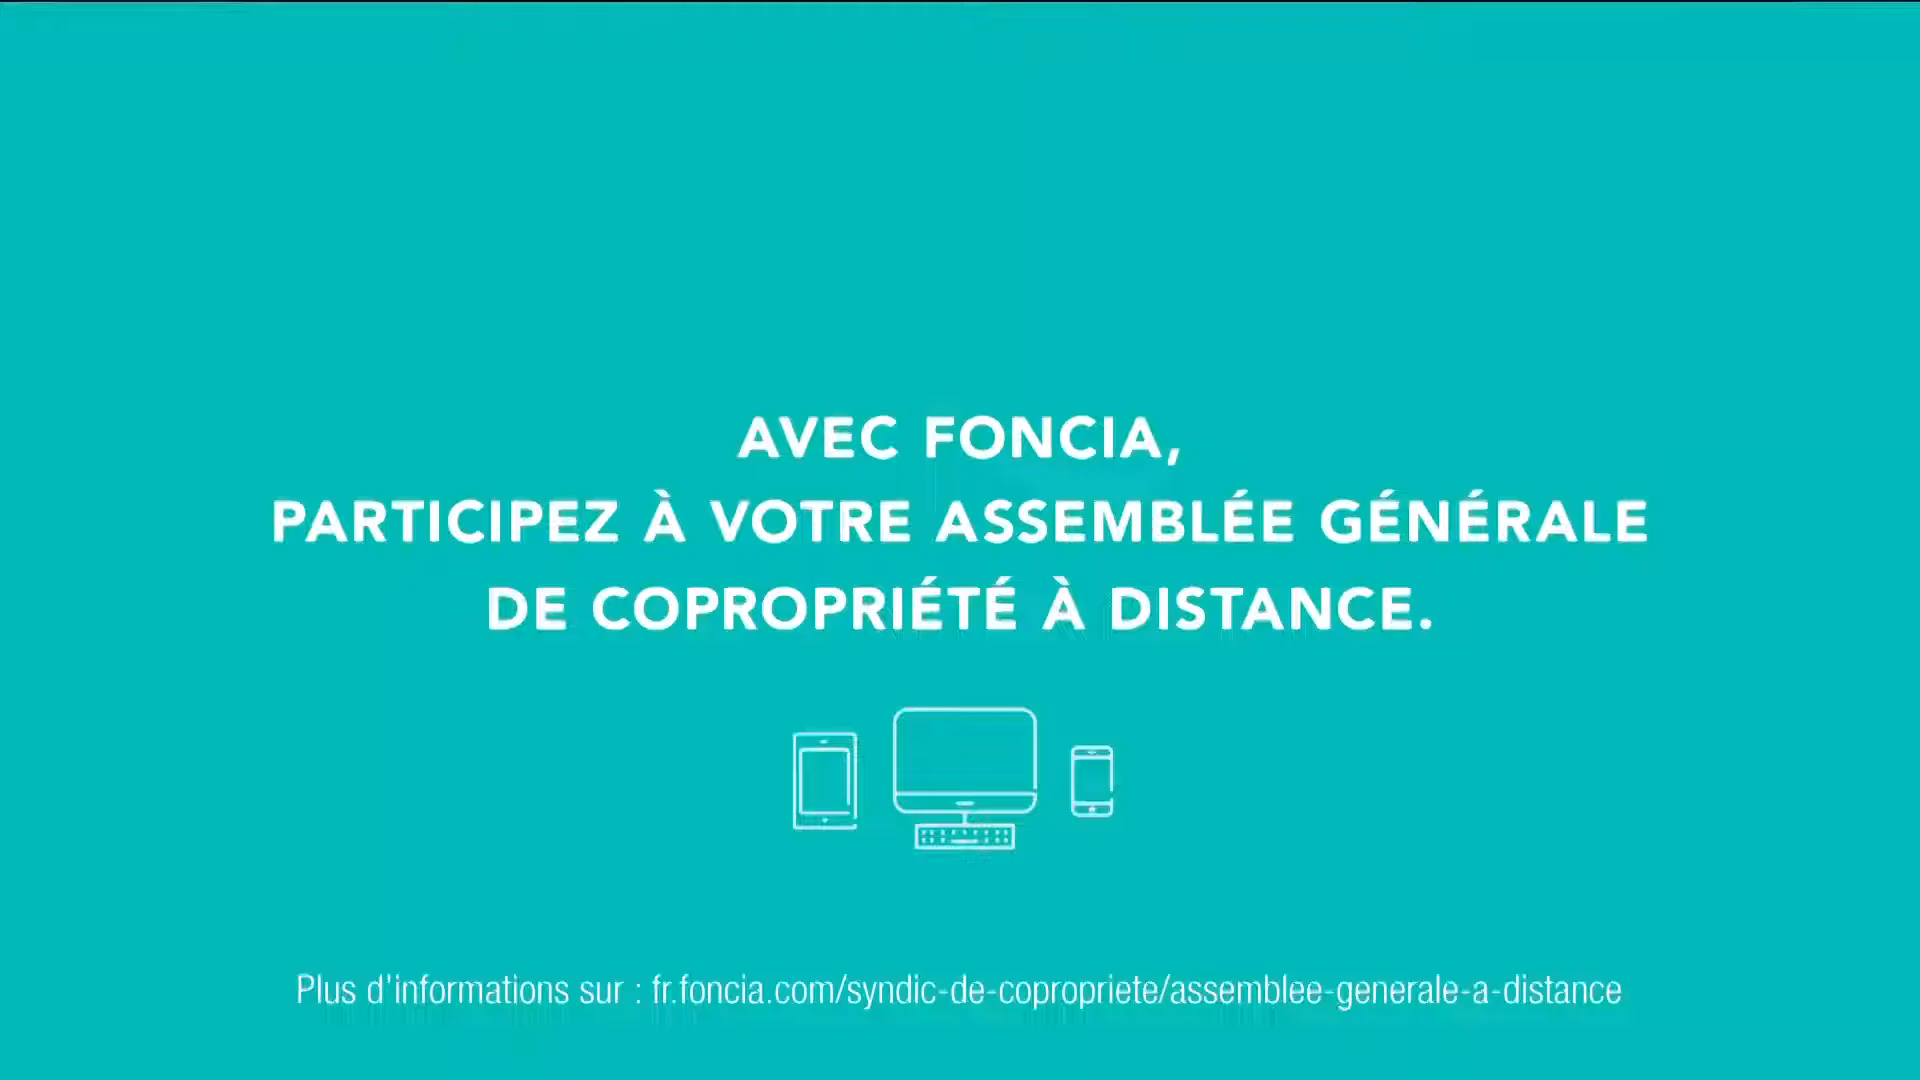 AVEC FONCIA,
PARTICIPEZ À VOTRE ASSEMBLÉE GÉNÉRALE
DE COPROPRIÉTÉ À DISTANCE.
Plus d'informations sur : fr.foncia.com/syndic-de-copropriete/assemblee-generale-a-distance